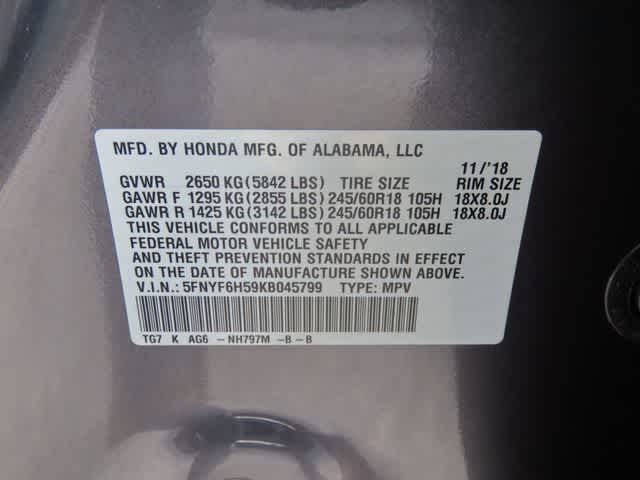 MFD. BY HONDA MFG. OF ALABAMA, LLC
11/'18
GVWR 2650 KG (5842 LBS) TIRE SIZE RIM SIZE
GAWR F 1295 KG (2855 LBS) 245/60R18 105H 18X8.0J
GAWR R 1425 KG (3142 LBS) 245/60R18 105H 18X8.0J
THIS VEHICLE CONFORMS TO ALL APPLICABLE
FEDERAL MOTOR VEHICLE SAFETY
AND THEFT PREVENTION STANDARDS IN EFFECT
ON THE DATE OF MANUFACTURE SHOWN ABOVE.
V.I.N.: 5FNYF6H59KB045799 TYPE: MPV
TG7 K AG6 -NH797M -B-B